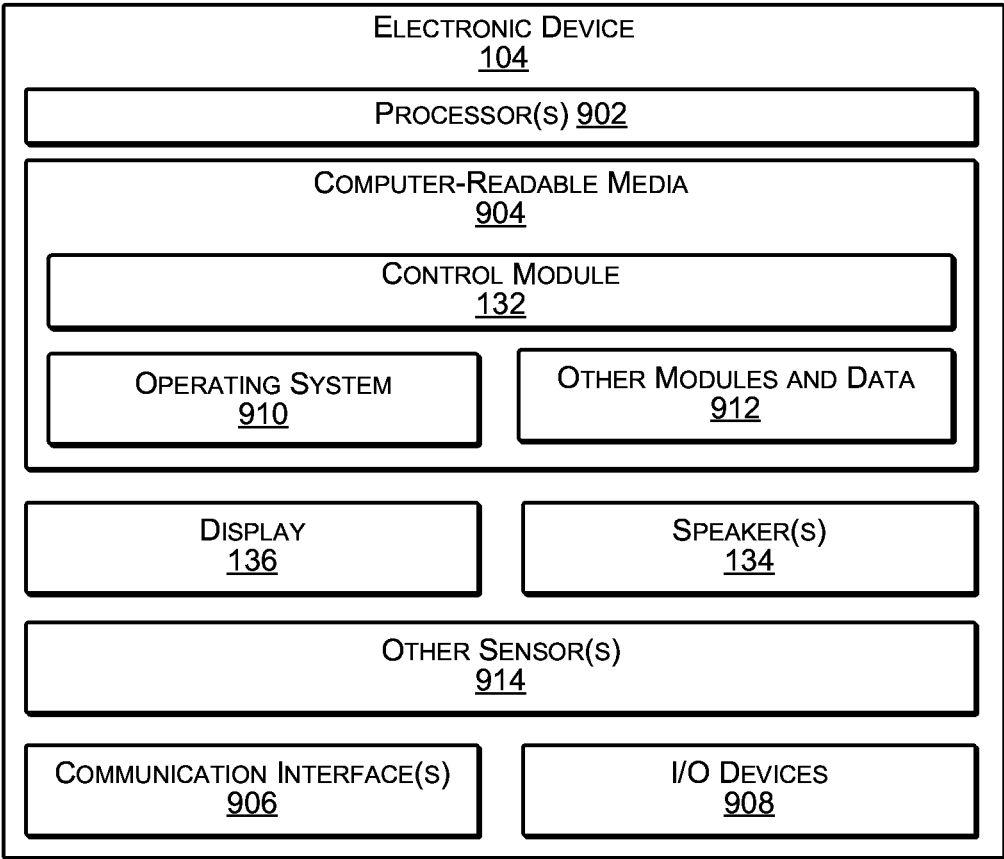 ELECTRONIC DEVICE
104
PROCESSOR(S) 902
COMPUTER-READABLE MEDIA
904
CONTROL MODULE
132
OPERATING SYSTEM
910
OTHER MODULES AND DATA
912
DISPLAY
136
SPEAKER(S)
134
OTHER SENSOR(S)
914
COMMUNICATION INTERFACE(S)
906
I/O DEVICES
908